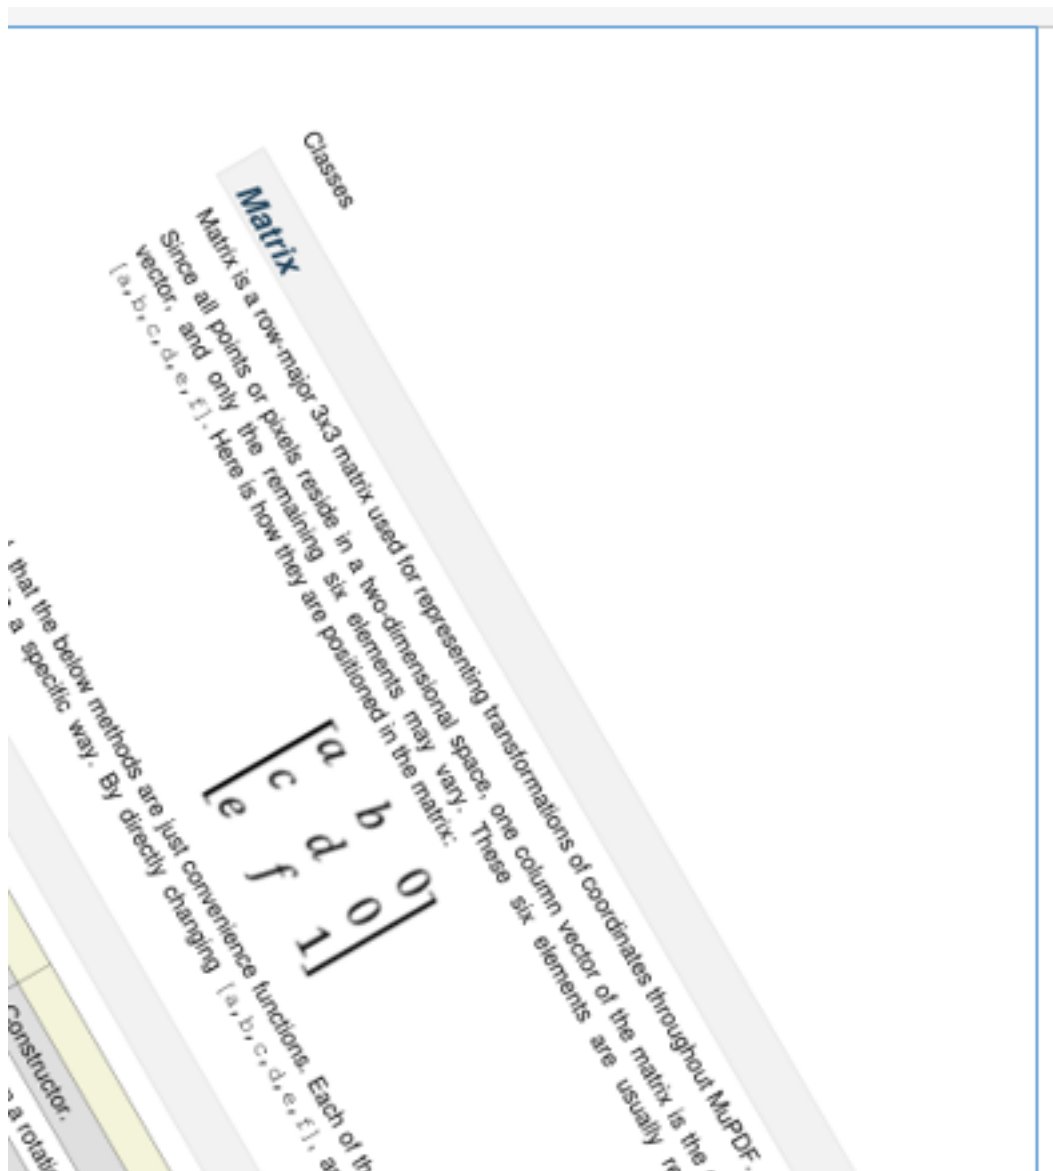 Classes
Matrix
Matrix is a row-major 3x3 matrix used for representing transformations of coordinates throughout MuPDF.
Since all points or pixels reside in a two-dimensional space, one column vector of the matrix is the
vector, and only the remaining six elements may vary. These six elements are usually
[a,b,c,d,e,f]. Here is how they are positioned in the matrix:
a b 0
c d 0
e f 1
that the below methods are just convenience functions. Each of
a specific way. By directly changing [a,b,c,d,e,f],
Constructor.
a